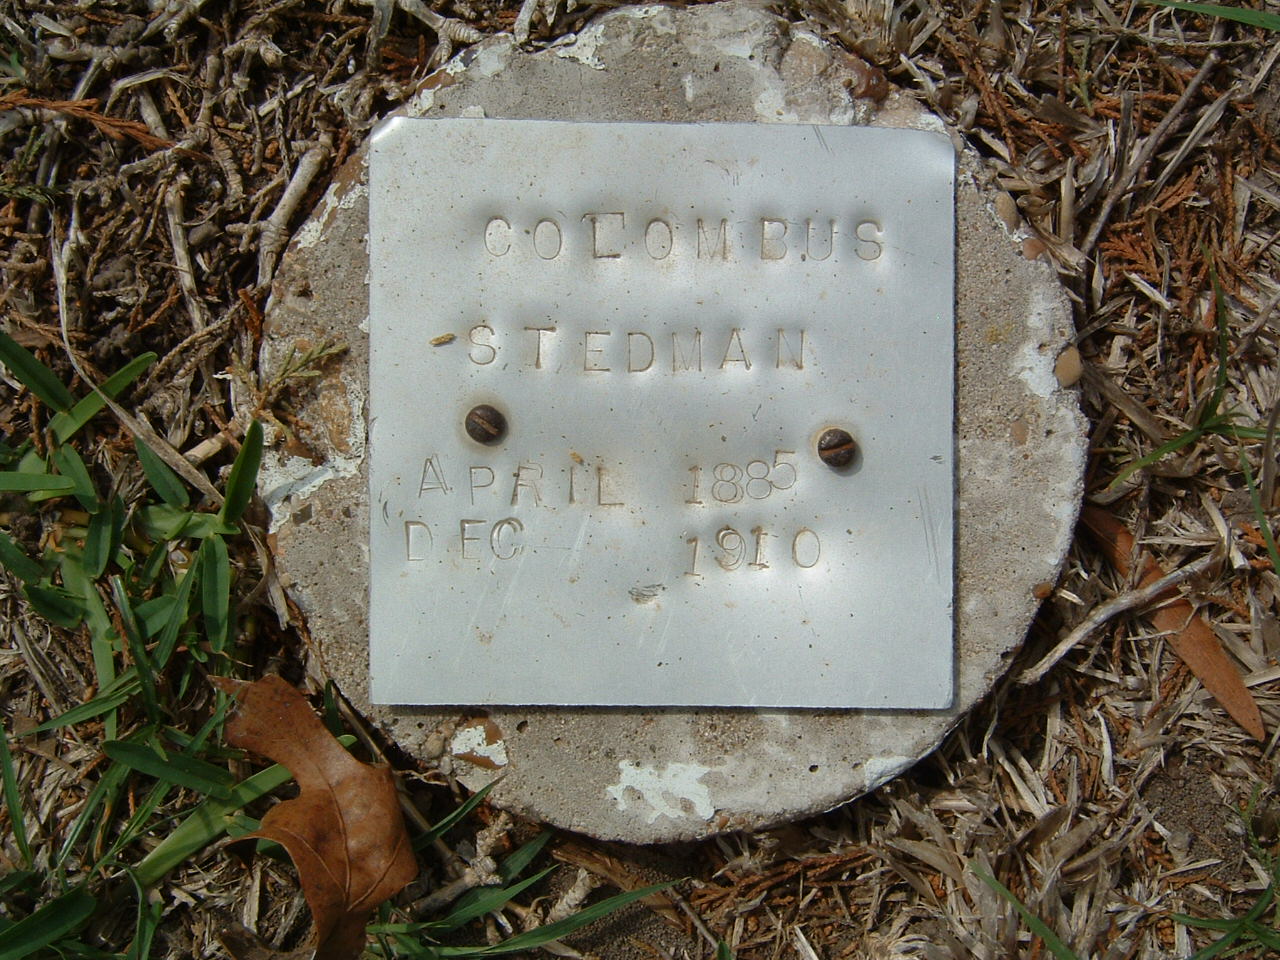 COLOMBUS
STEDMAN
APRIL 1885
DEC 1910